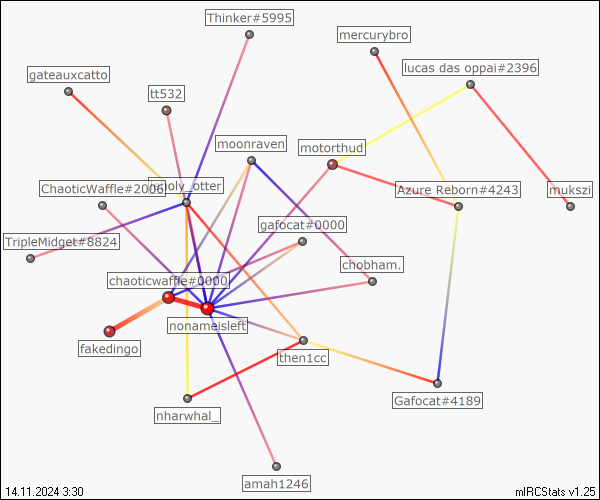 Thinker#5995
mercurybro
lucas das oppai#2396
gateauxcatto
tt532
moonraven
motorthud
ChaoticWaffle#2006
Azure Reborn#4243
mukszi
gafocat#0000
TripleMidget#8824
chobham.
chaoticwaffle#0000
nonameisleft
fakedingo
then1cc
Gafocat#4189
nharwhal_
amah1246
14.11.2024 3:30
mIRCStats v1.25